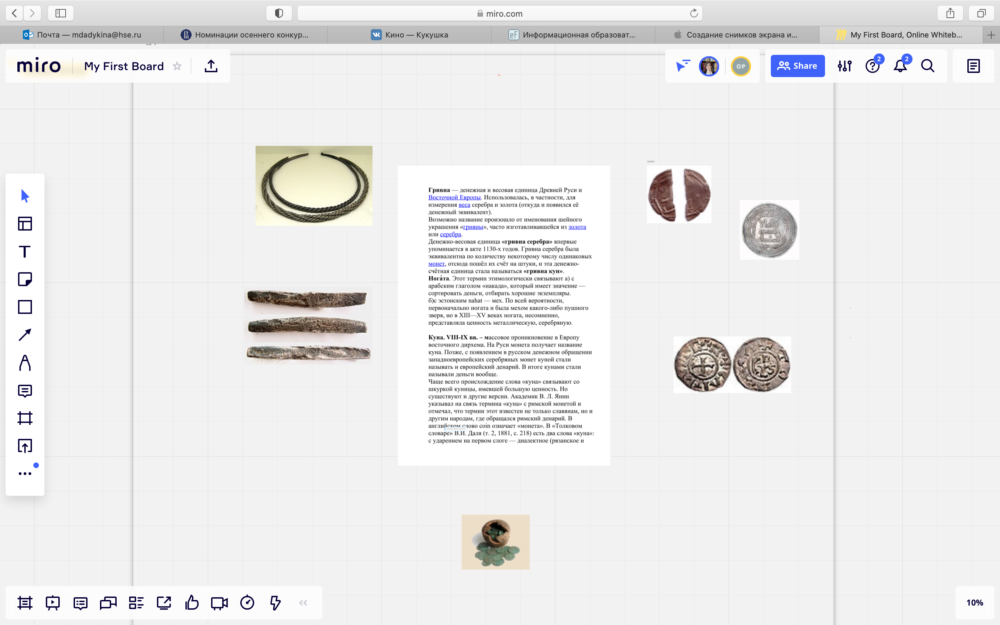 miro.com
Почта — mdadykina@hse.ru
Номинации осеннего конкур...
Кино — Кукушка
Информационная образоват...
Создание снимков экрана и...
My First Board, Online Whiteb...
miro
My First Board
OP
Share
2
2
Гривна — денежная и весовая единица Древней Руси и
Восточной Европы. Использовалась, в частности, для
измерения веса серебра и золота (откуда и появился её
денежный эквивалент).
Возможно название произошло от именования шейного
украшения «гривны», часто изготавливавшейся из золота
или серебра.
Денежно-весовая единица «гривна серебра» впервые
упоминается в акте 1130-х годов. Гривна серебра была
эквивалентна по количеству некоторому числу одинаковых
монет, отсюда пошёл их счёт на штуки, и эта денежно-
счётная единица стала называться «гривна кун».
Нога́та. Этот термин этимологически связывают а) с
арабским глаголом «накада», который имеет значение —
сортировать деньги, отбирать хорошие экземпляры.
б)с эстонским nahat — мех. По всей вероятности,
первоначально ногата и была мехом какого-либо пушного
зверя, но в XIII—XV веках ногата, несомненно,
представляла ценность металлическую, серебряную.
Куна. VIII-IX вв. – массовое проникновение в Европу
восточного дирхема. На Руси монета получает название
куна. Позже, с появлением в русском денежном обращении
западноевропейских серебряных монет куной стали
называть и европейский денарий. В итоге кунами стали
называли деньги вообще.
Чаще всего происхождение слова «куна» связывают со
шкуркой куницы, имевшей большую ценность. Но
существуют и другие версии. Академик В. Л. Янин
указывал на связь термина «куна» с римской монетой и
отмечал, что термин этот известен не только славянам, но и
другим народам, где обращался римский денарий. В
английском слово coin означает «монета». В «Толковом
словаре» В.И. Даля (т. 2, 1881, с. 218) есть два слова «куна»:
с ударением на первом слоге — диалектное (рязанское и
10%